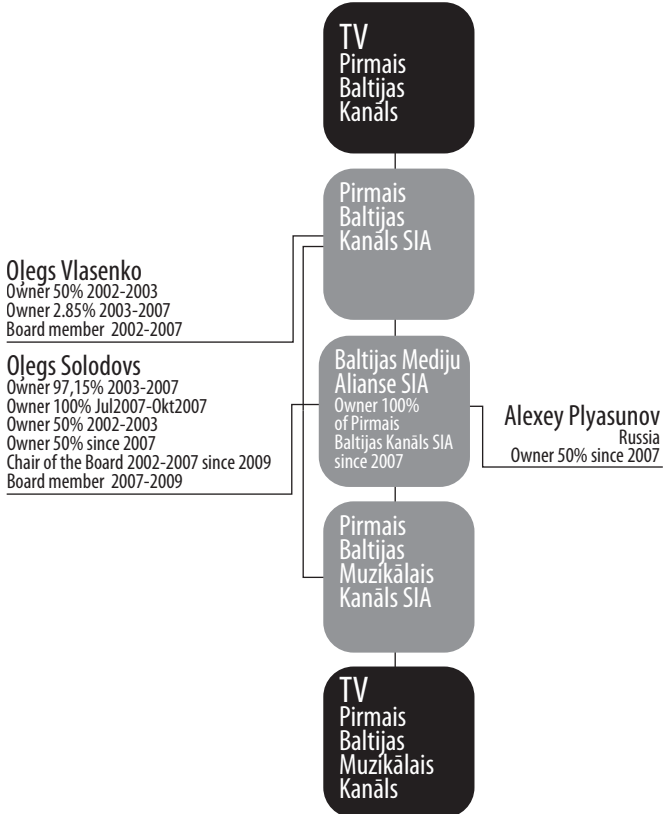 TV
Pirmais
Baltijas
Kanāls
Pirmais
Baltijas
Kanāls SIA
Oļegs Vlasenko
Owner 50% 2002-2003
Owner 2.85% 2003-2007
Board member 2002-2007
Oļegs Solodovs
Owner 97,15% 2003-2007
Owner 100% Jul2007-Okt2007
Owner 50% 2002-2003
Owner 50% since 2007
Chair of the Board 2002-2007 since 2009
Board member 2007-2009
Baltijas Mediju
Alianse SIA
Owner 100%
of Pirmais
Baltijas Kanāls SIA
since 2007
Alexey Plyasunov
Russia
Owner 50% since 2007
Pirmais
Baltijas
Muzikālais
Kanāls SIA
TV
Pirmais
Baltijas
Muzikālais
Kanāls